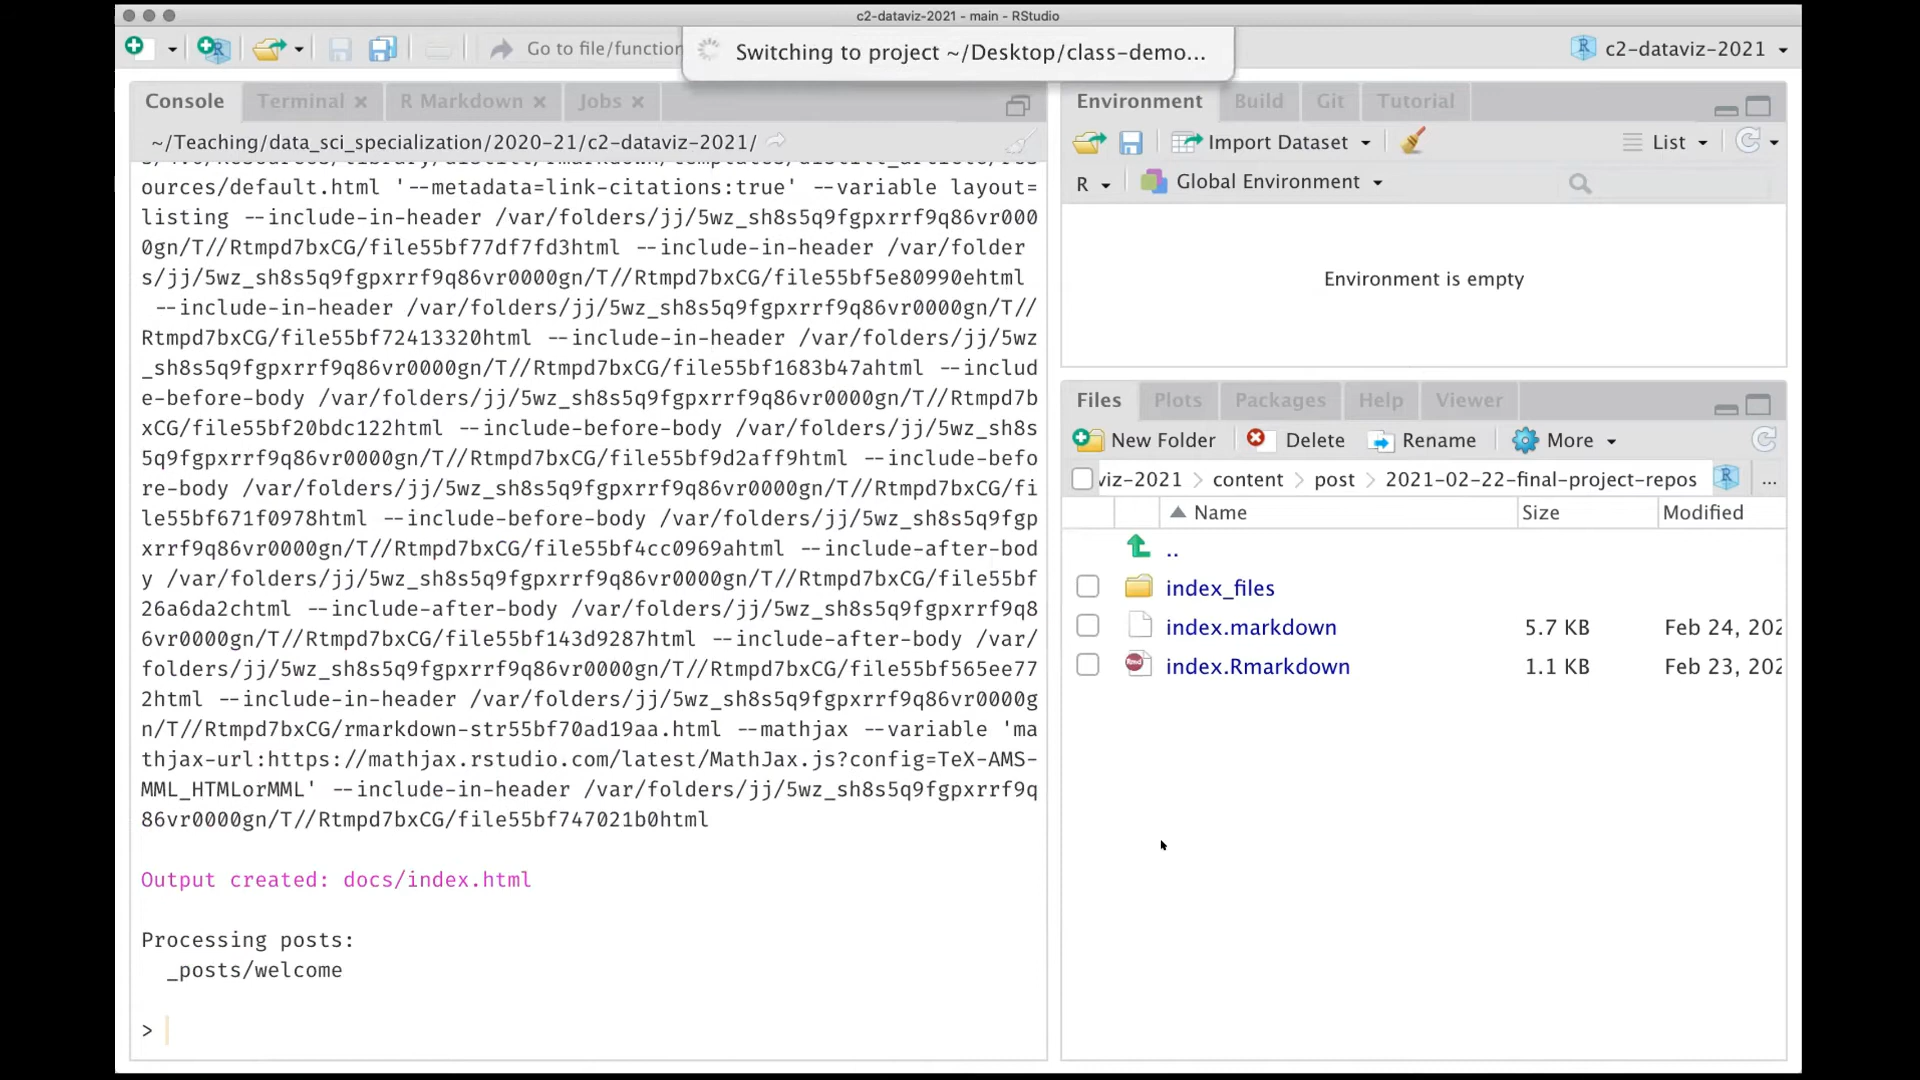 c2-dataviz-2021 - main - RStudio
Go to file/function
Switching to project ~/Desktop/class-demo...
c2-dataviz-2021
Console
Terminal
R Markdown
Jobs
~/Teaching/data_sci_specialization/2020-21/c2-dataviz-2021/
ources/default.html '--metadata=link-citations:true' --variable layout=
listing --include-in-header /var/folders/jj/5wz_sh8s5q9fgpxrrf9q86vr000
0gn/T//Rtmpd7bxCG/file55bf77df7fd3html --include-in-header /var/folder
s/jj/5wz_sh8s5q9fgpxrrf9q86vr0000gn/T//Rtmpd7bxCG/file55bf5e80990ehtml
--include-in-header /var/folders/jj/5wz_sh8s5q9fgpxrrf9q86vr0000gn/T//
Rtmpd7bxCG/file55bf72413320html --include-in-header /var/folders/jj/5wz
_sh8s5q9fgpxrrf9q86vr0000gn/T//Rtmpd7bxCG/file55bf1683b47ahtml --includ
e-before-body /var/folders/jj/5wz_sh8s5q9fgpxrrf9q86vr0000gn/T//Rtmpd7b
xCG/file55bf20bdc122html --include-before-body /var/folders/jj/5wz_sh8s
5q9fgpxrrf9q86vr0000gn/T//Rtmpd7bxCG/file55bf9d2aff9html --include-befo
re-body /var/folders/jj/5wz_sh8s5q9fgpxrrf9q86vr0000gn/T//Rtmpd7bxCG/fi
le55bf671f0978html --include-before-body /var/folders/jj/5wz_sh8s5q9fgp
xrrf9q86vr0000gn/T//Rtmpd7bxCG/file55bf4cc0969ahtml --include-after-bod
y /var/folders/jj/5wz_sh8s5q9fgpxrrf9q86vr0000gn/T//Rtmpd7bxCG/file55bf
26a6da2chtml --include-after-body /var/folders/jj/5wz_sh8s5q9fgpxrrf9q8
6vr0000gn/T//Rtmpd7bxCG/file55bf143d9287html --include-after-body /var/
folders/jj/5wz_sh8s5q9fgpxrrf9q86vr0000gn/T//Rtmpd7bxCG/file55bf565ee77
2html --include-in-header /var/folders/jj/5wz_sh8s5q9fgpxrrf9q86vr0000g
n/T//Rtmpd7bxCG/rmarkdown-str55bf70ad19aa.html --mathjax --variable 'ma
thjax-url:https://mathjax.rstudio.com/latest/MathJax.js?config=TeX-AMS-
MML_HTMLorMML' --include-in-header /var/folders/jj/5wz_sh8s5q9fgpxrrf9q
86vr0000gn/T//Rtmpd7bxCG/file55bf747021b0html
Output created: docs/index.html
Processing posts:
_posts/welcome
>
Environment
Build
Git
Tutorial
Import Dataset
List
R
Global Environment
Environment is empty
Files
Plots
Packages
Help
Viewer
New Folder
Delete
Rename
More
viz-2021 > content > post > 2021-02-22-final-project-repos
...
Name
Size
Modified
..
index_files
index.markdown 5.7 KB Feb 24, 202
index.Rmarkdown 1.1 KB Feb 23, 202